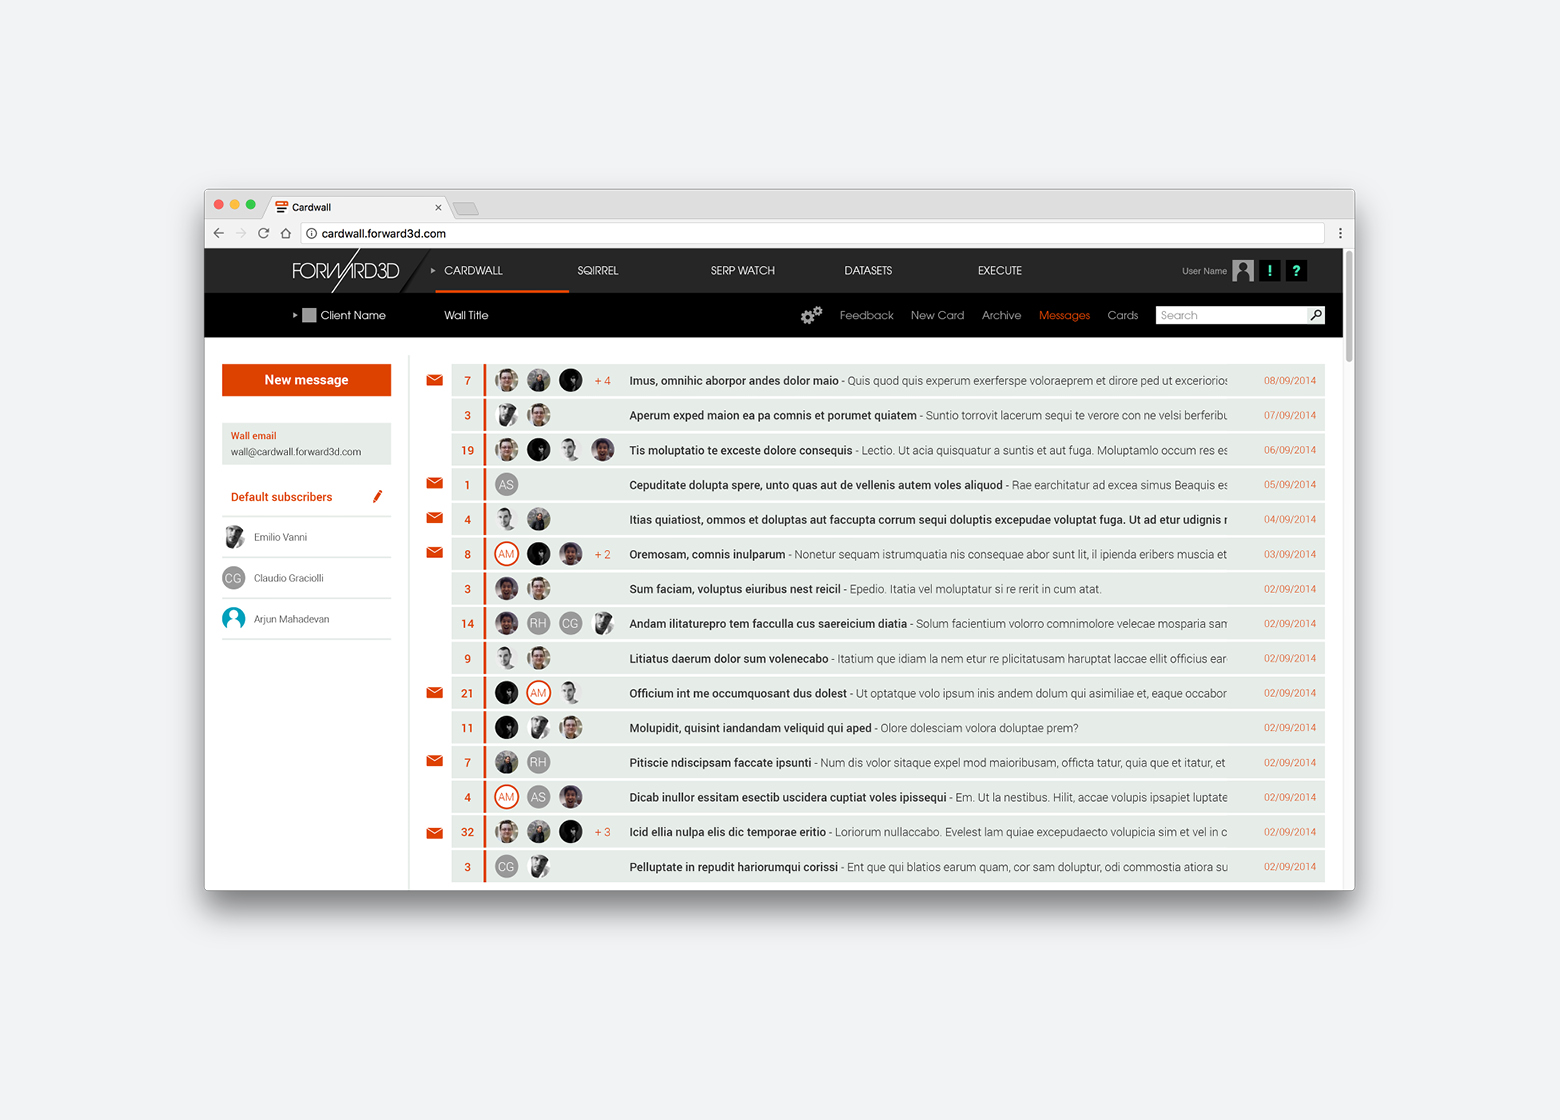 Cardwall
cardwall.forward3d.com
FORWARD3D
CARDWALL
SQIRREL
SERP WATCH
DATASETS
EXECUTE
User Name
!
?
Client Name
Wall Title
Feedback
New Card
Archive
Messages
Cards
Search
New message
Wall email
wall@cardwall.forward3d.com
Default subscribers
Emilio Vanni
CG Claudio Graciolli
Arjun Mahadevan
7 + 4 Imus, omnihic aborpor andes dolor maio - Quis quod quis experum exerferspe voloraeprem et dirore ped ut exceriorios 08/09/2014
3 Aperum exped maion ea pa comnis et porumet quiatem - Suntio torrovit lacerum sequi te verore con ne velsi berferibu 07/09/2014
19 Tis moluptatio te exceste dolore consequis - Lectio. Ut acia quisquatur a suntis et aut fuga. Moluptamlo occum res es 06/09/2014
1 AS Cepuditate dolupta spere, unto quas aut de vellenis autem voles aliquod - Rae earchitatur ad excea simus Beaquis es 05/09/2014
4 Itias quiatiost, ommos et doluptas aut faccupta corrum sequi doluptis excepudae voluptat fuga. Ut ad etur udignis 04/09/2014
8 AM + 2 Oremosam, comnis inulparum - Nonetur sequam istrumquatia nis consequae abor sunt lit, il ipienda eribers muscia et 03/09/2014
3 Sum faciam, voluptus eiuribus nest reicil - Epedio. Itatia vel moluptatur si re rerit in cum atat. 02/09/2014
14 RH CG Andam ilitaturepro tem facculla cus saereicium diatia - Solum facientium volorro comnimolore velecae mosparia sam 02/09/2014
9 Litiatus daerum dolor sum volenecabo - Itatium que idiam la nem etur re plicitatusam haruptat laccae ellit officius ear 02/09/2014
21 AM Officium int me occumquosant dus dolest - Ut optatque volo ipsum inis andem dolum qui asimiliae et, eaque occabor 02/09/2014
11 Molupidit, quisint iandandam veliquid qui aped - Olore dolesciam volora doluptae prem? 02/09/2014
7 RH Pitiscie ndiscipsam faccate ipsunti - Num dis volor sitaque expel mod maioribusam, officta tatur, quia que et itatur, et 02/09/2014
4 AM AS Dicab inullor essitam esectib uscidera cuptiat voles ipissequi - Em. Ut la nestibus. Hilit, accae volupis ipsapiet luptate 02/09/2014
32 + 3 Icid ellia nulpa elis dic temporae eritio - Loriorum nullaccabo. Evelest lam quiae excepudaecto volupicia sim et vel in c 02/09/2014
3 CG Pelluptate in repudit hariorumqui corissi - Ent que qui blatios earum quam, cor sam doluptur, odi commostia atiora su 02/09/2014